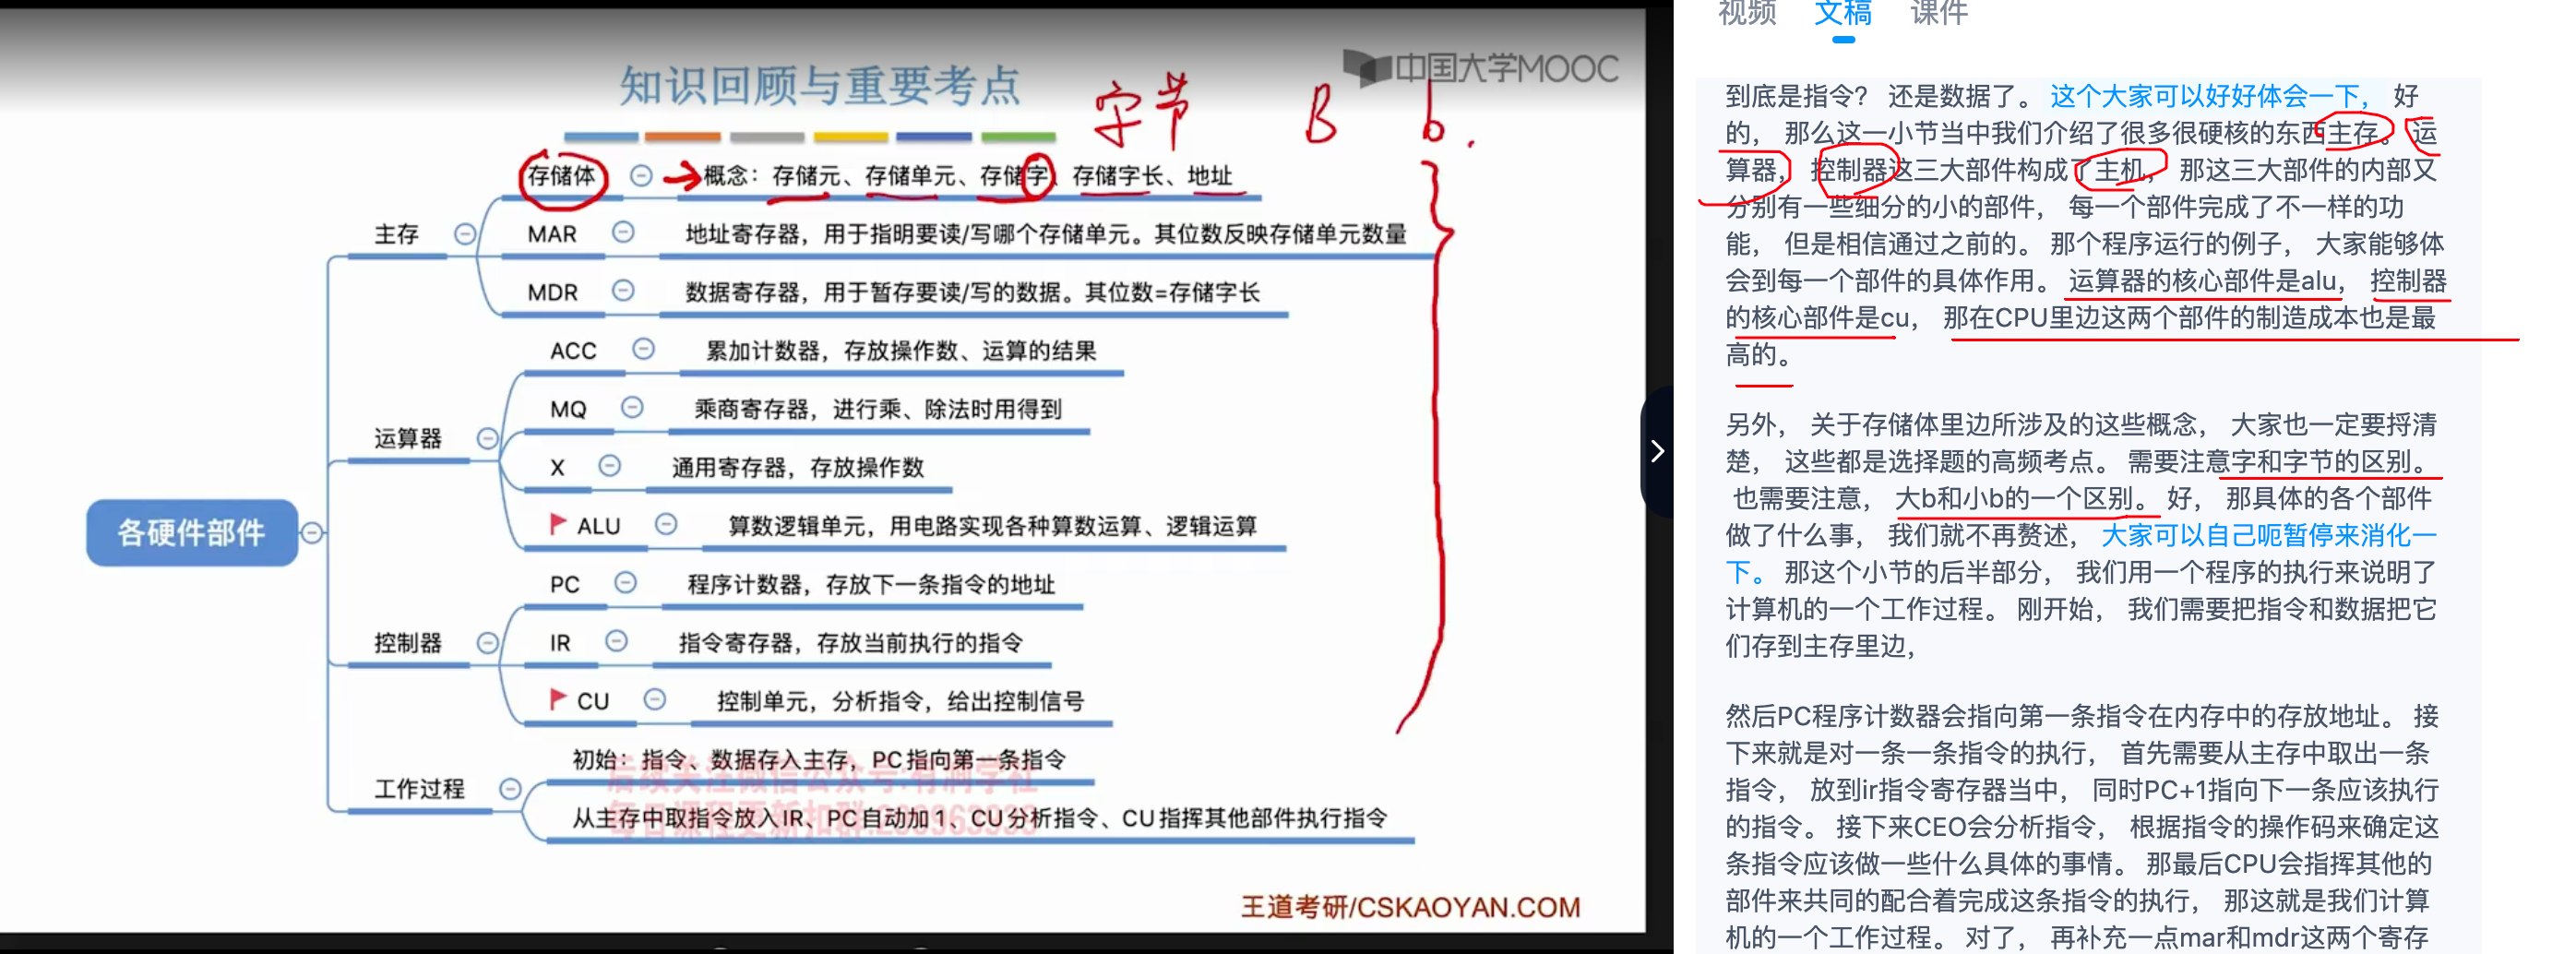 中国大学MOOC
知识回顾与重要考点
字节 B b.
存储体 概念：存储元、存储单元、存储字、存储字长、地址
主存
MAR 地址寄存器，用于指明要读/写哪个存储单元。其位数反映存储单元数量
MDR 数据寄存器，用于暂存要读/写的数据。其位数=存储字长
ACC 累加计数器，存放操作数、运算的结果
MQ 乘商寄存器，进行乘、除法时用得到
运算器
X 通用寄存器，存放操作数
ALU 算数逻辑单元，用电路实现各种算数运算、逻辑运算
各硬件部件
PC 程序计数器，存放下一条指令的地址
控制器
IR 指令寄存器，存放当前执行的指令
CU 控制单元，分析指令，给出控制信号
初始：指令、数据存入主存，PC指向第一条指令
工作过程
从主存中取指令放入IR、PC自动加1、CU分析指令、CU指挥其他部件执行指令
王道考研/CSKAOYAN.COM
视频 文稿 课件
到底是指令？ 还是数据了。 这个大家可以好好体会一下， 好
的， 那么这一小节当中我们介绍了很多很硬核的东西主存。 运
算器， 控制器这三大部件构成了主机， 那这三大部件的内部又
分别有一些细分的小的部件， 每一个部件完成了不一样的功
能， 但是相信通过之前的。 那个程序运行的例子， 大家能够体
会到每一个部件的具体作用。 运算器的核心部件是alu， 控制器
的核心部件是cu， 那在CPU里边这两个部件的制造成本也是最
高的。
另外， 关于存储体里边所涉及的这些概念， 大家也一定要捋清
楚， 这些都是选择题的高频考点。 需要注意字和字节的区别。
也需要注意， 大b和小b的一个区别。 好， 那具体的各个部件
做了什么事， 我们就不再赘述， 大家可以自己呃暂停来消化一
下。 那这个小节的后半部分， 我们用一个程序的执行来说明了
计算机的一个工作过程。 刚开始， 我们需要把指令和数据把它
们存到主存里边，
然后PC程序计数器会指向第一条指令在内存中的存放地址。 接
下来就是对一条一条指令的执行， 首先需要从主存中取出一条
指令， 放到ir指令寄存器当中， 同时PC+1指向下一条应该执行
的指令。 接下来CEO会分析指令， 根据指令的操作码来确定这
条指令应该做一些什么具体的事情。 那最后CPU会指挥其他的
部件来共同的配合着完成这条指令的执行， 那这就是我们计算
机的一个工作过程。 对了， 再补充一点mar和mdr这两个寄存